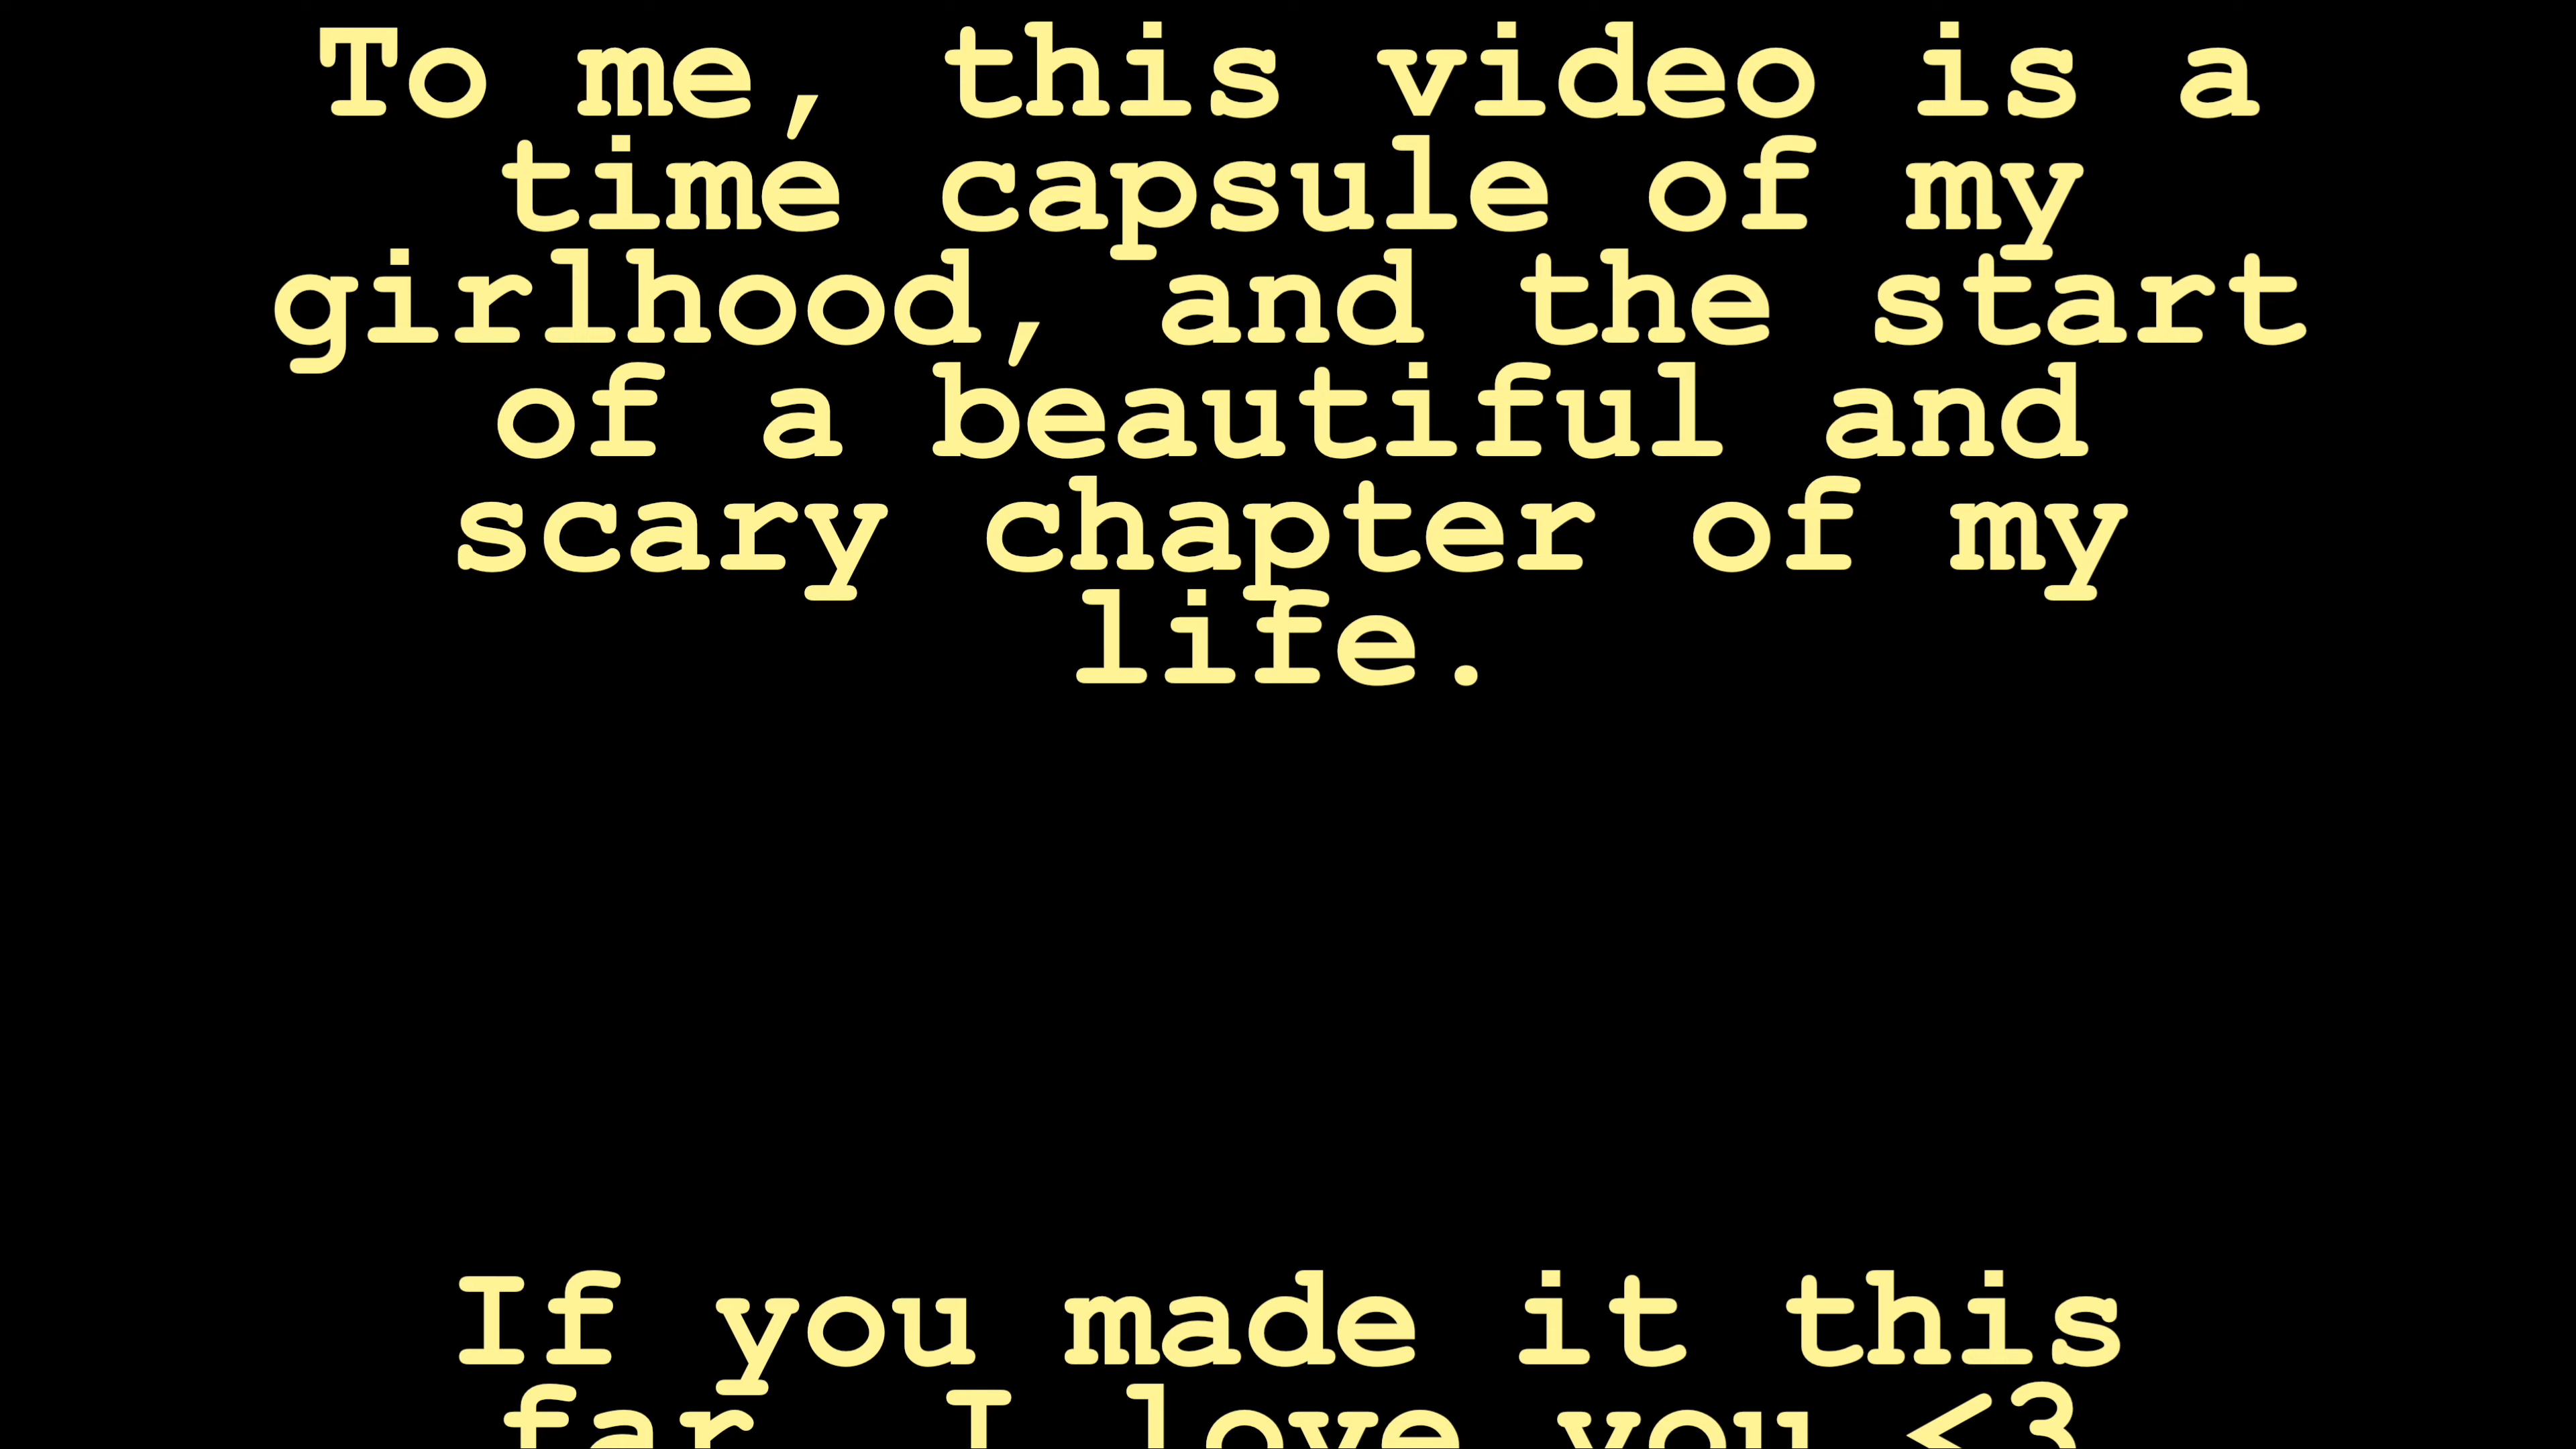 To me, this video is a
time capsule of my
girlhood, and the start
of a beautiful and
scary chapter of my
life.
If you made it this
far I love you <3